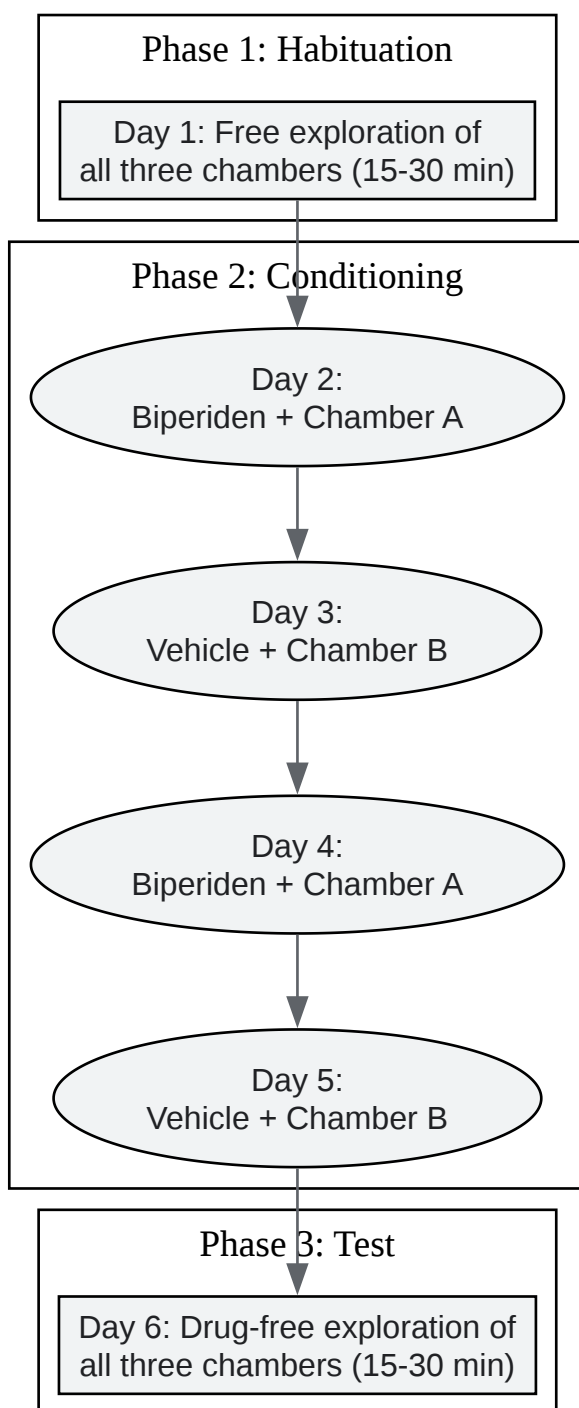 Phase 1: Habituation
Day 1: Free exploration of
all three chambers (15-30 min)
Phase 2: Conditioning
Day 2:
Biperiden + Chamber A
Day 3:
Vehicle + Chamber B
Day 4:
Biperiden + Chamber A
Day 5:
Vehicle + Chamber B
Phase 3: Test
Day 6: Drug-free exploration of
all three chambers (15-30 min)